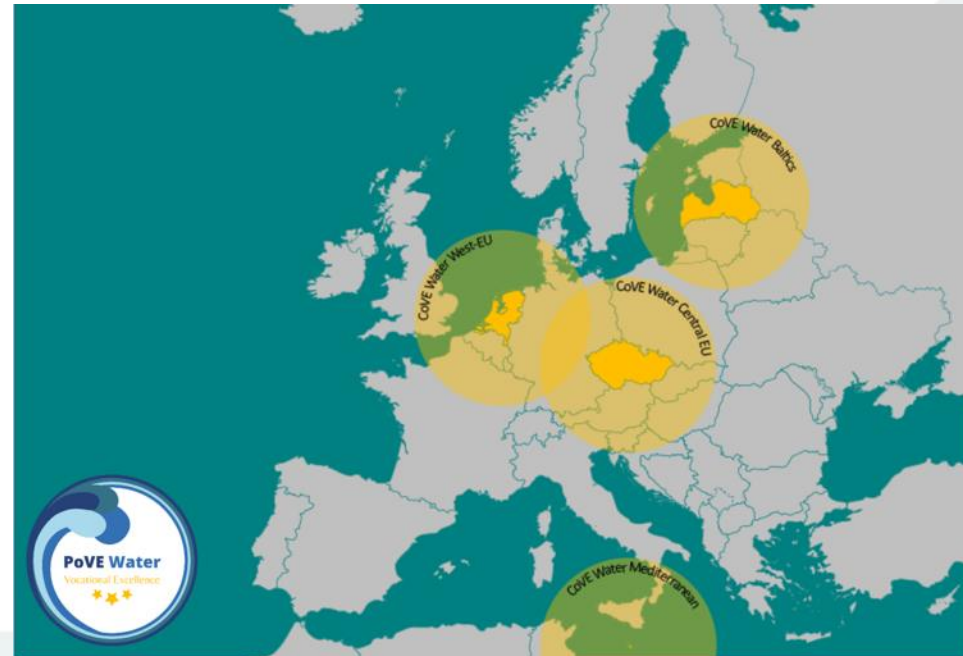 CoVE Water Baltics
CoVE Water West-EU
CoVE Water Central EU
CoVE Water Mediterranean
PoVE Water
Vocational Excellence